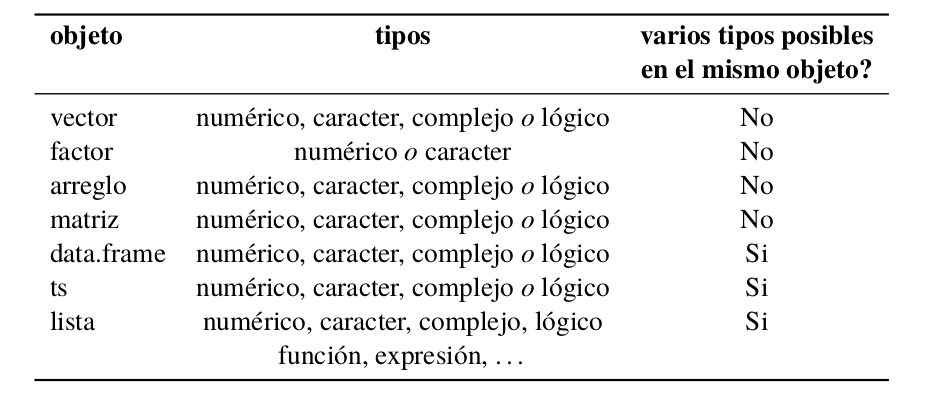 objeto tipos varios tipos posibles
en el mismo objeto?
vector numérico, caracter, complejo o lógico No
factor numérico o caracter No
arreglo numérico, caracter, complejo o lógico No
matriz numérico, caracter, complejo o lógico No
data.frame numérico, caracter, complejo o lógico Si
ts numérico, caracter, complejo o lógico Si
lista numérico, caracter, complejo, lógico Si
función, expresión, ...